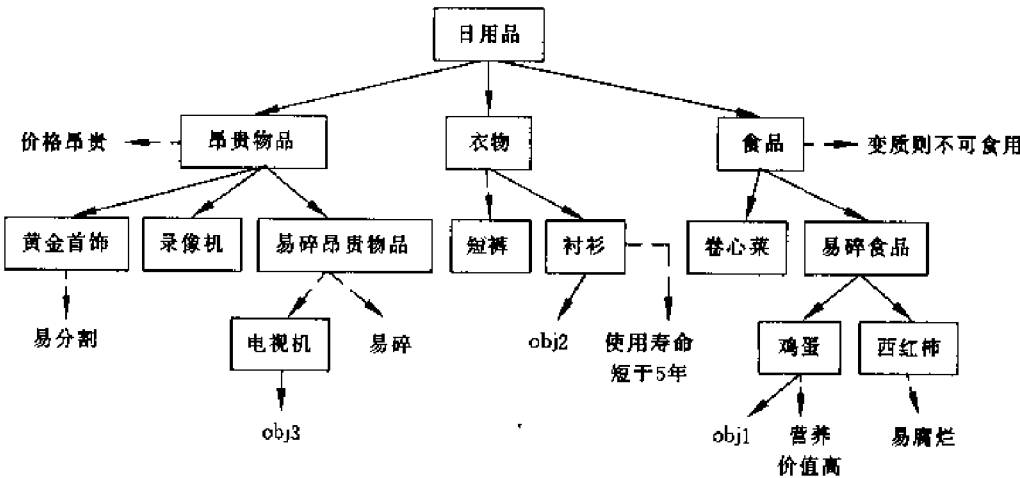 日用品
价格昂贵
昂贵物品
衣物
食品
变质则不可食用
黄金首饰
录像机
易碎昂贵物品
短裤
衬衫
卷心菜
易碎食品
易分割
电视机
易碎
obj2
使用寿命
短于5年
鸡蛋
西红柿
obj3
obj1
营养
价值高
易腐烂